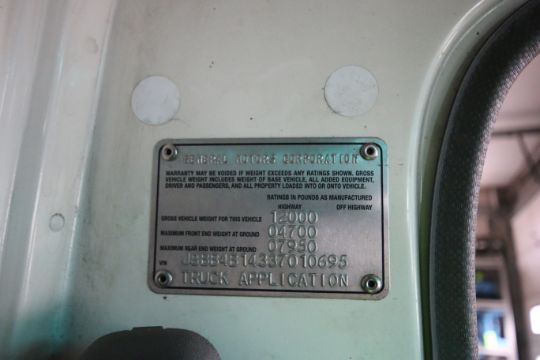 GENERAL MOTORS CORPORATION
WARRANTY MAY BE VOIDED IF WEIGHT EXCEEDS ANY RATINGS SHOWN. GROSS
VEHICLE WEIGHT INCLUDES WEIGHT OF BASE VEHICLE, ALL ADDED EQUIPMENT,
DRIVER AND PASSENGERS, AND ALL PROPERTY LOADED INTO OR ONTO VEHICLE.
RATINGS IN POUNDS AS MANUFACTURED
HIGHWAY OFF HIGHWAY
GROSS VEHICLE WEIGHT FOR THIS VEHICLE 12000
MAXIMUM FRONT END WEIGHT AT GROUND 04700
MAXIMUM REAR END WEIGHT AT GROUND 07950
VIN J8BB4B14337010695
TRUCK APPLICATION